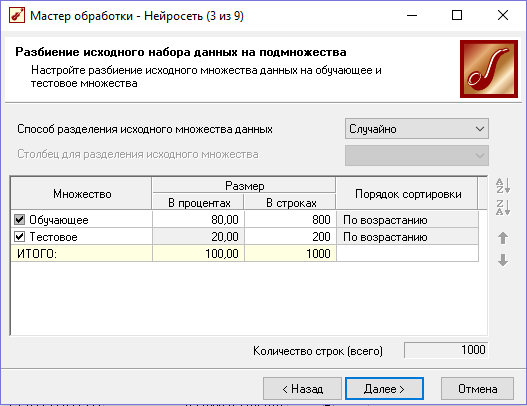 Мастер обработки - Нейросеть (3 из 9)
Разбиение исходного набора данных на подмножества
Настройте разбиение исходного множества данных на обучающее и
тестовое множества
Способ разделения исходного множества данных Случайно
Столбец для разделения исходного множества
Множество Размер Порядок сортировки
В процентах В строках
Обучающее 80,00 800 По возрастанию
Тестовое 20,00 200 По возрастанию
ИТОГО: 100,00 1000
Количество строк (всего) 1000
< Назад Далее > Отмена